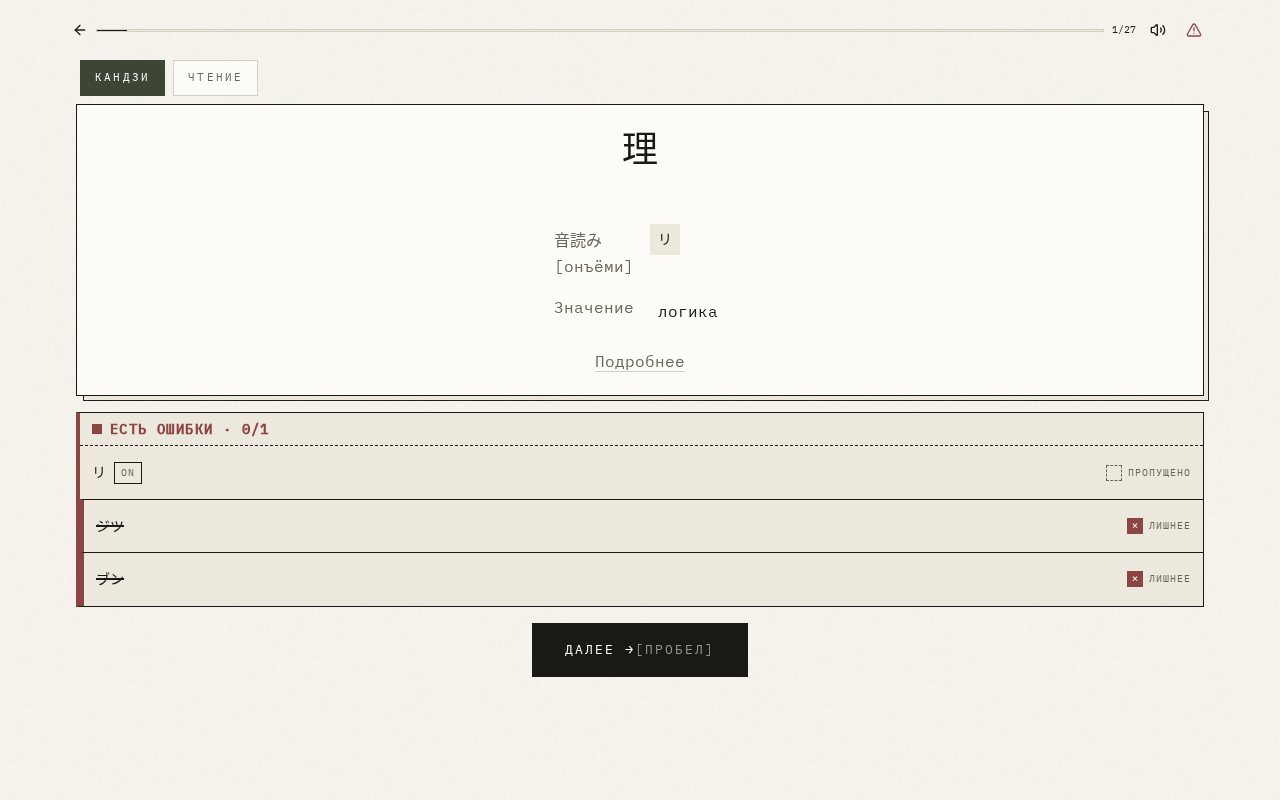 1/27
КАНДЗИ
ЧТЕНИЕ
理
音読み リ
[онъёми]
Значение логика
Подробнее
ЕСТЬ ОШИБКИ · 0/1
リ ON ПРОПУЩЕНО
ジツ × ЛИШНЕЕ
ブン × ЛИШНЕЕ
ДАЛЕЕ →[ПРОБЕЛ]